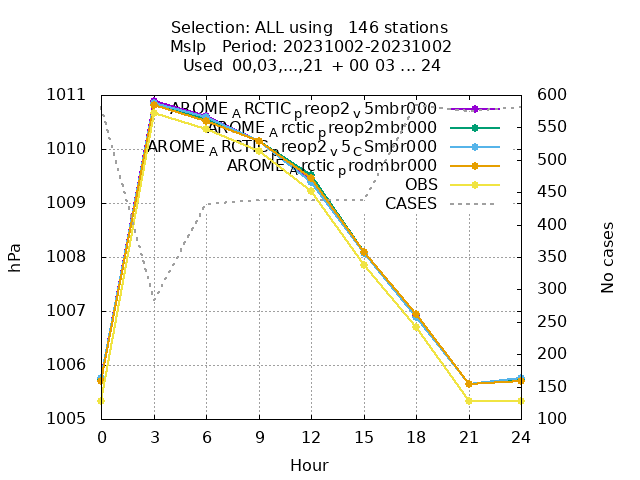 Selection: ALL using 146 stations
Mslp Period: 20231002-20231002
Used 00,03,...,21 + 00 03 ... 24
1011
1010
1009
1008
1007
1006
1005
hPa
AROME_ARCTIC_preop2_v5mbr000
AROME_Arctic_preop2mbr000
AROME_ARCTIC_preop2_v5_CSmbr000
AROME_Arctic_prodmbr000
OBS
CASES
600
550
500
450
400
350
300
250
200
150
100
No cases
0 3 6 9 12 15 18 21 24
Hour